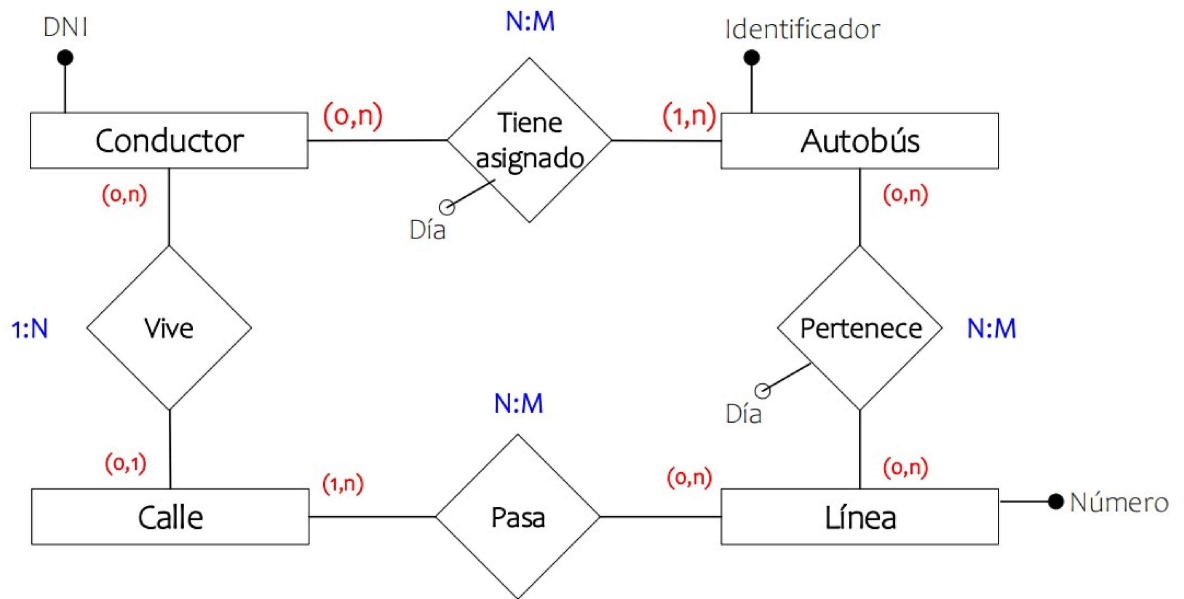 DNI
N:M
Identificador
Conductor
(0,n)
Tiene
asignado
(1,n)
Autobús
Día
(0,n)
(0,n)
1:N
Vive
Pertenece
N:M
Día
N:M
(0,1)
(1,n)
(0,n)
(0,n)
Calle
Pasa
Línea
Número